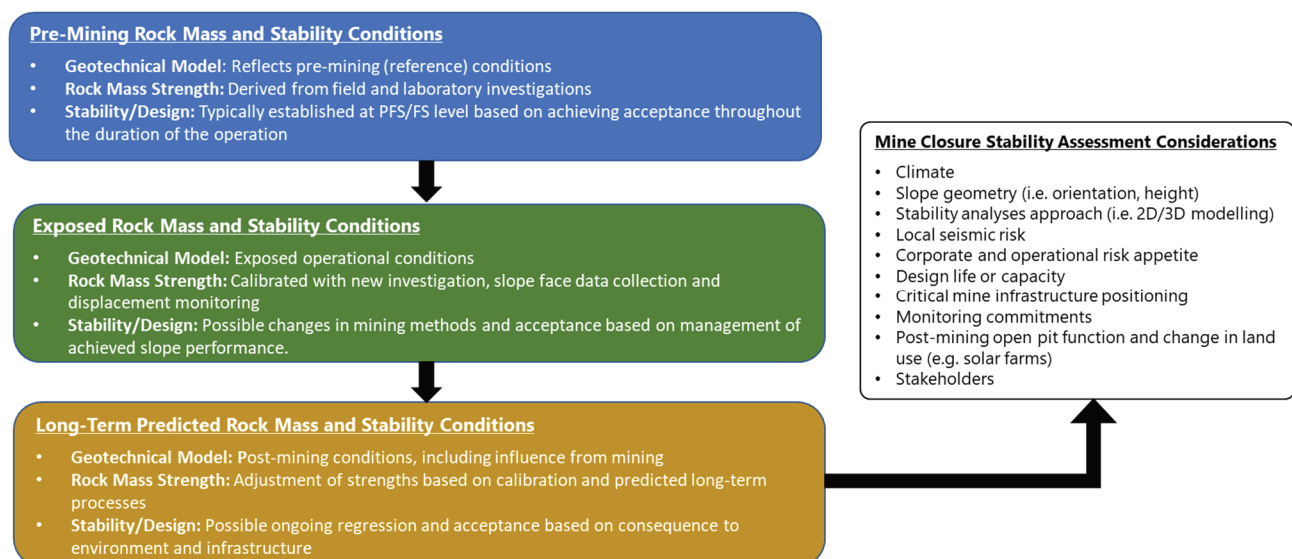 Pre-Mining Rock Mass and Stability Conditions
• Geotechnical Model: Reflects pre-mining (reference) conditions
• Rock Mass Strength: Derived from field and laboratory investigations
• Stability/Design: Typically established at PFS/FS level based on achieving acceptance throughout
the duration of the operation
Exposed Rock Mass and Stability Conditions
• Geotechnical Model: Exposed operational conditions
• Rock Mass Strength: Calibrated with new investigation, slope face data collection and
displacement monitoring
• Stability/Design: Possible changes in mining methods and acceptance based on management of
achieved slope performance.
Long-Term Predicted Rock Mass and Stability Conditions
• Geotechnical Model: Post-mining conditions, including influence from mining
• Rock Mass Strength: Adjustment of strengths based on calibration and predicted long-term
processes
• Stability/Design: Possible ongoing regression and acceptance based on consequence to
environment and infrastructure
Mine Closure Stability Assessment Considerations
• Climate
• Slope geometry (i.e. orientation, height)
• Stability analyses approach (i.e. 2D/3D modelling)
• Local seismic risk
• Corporate and operational risk appetite
• Design life or capacity
• Critical mine infrastructure positioning
• Monitoring commitments
• Post-mining open pit function and change in land
use (e.g. solar farms)
• Stakeholders